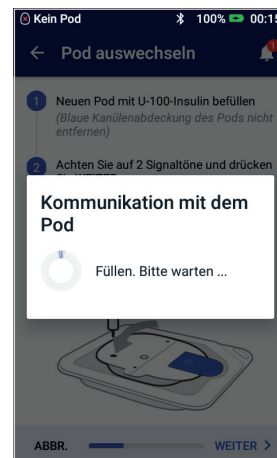 Kein Pod 100% 00:15
Pod auswechseln 1
1 Neuen Pod mit U-100-Insulin befüllen
(Blaue Kanülenabdeckung des Pods nicht
entfernen)
2 Achten Sie auf 2 Signaltöne und drücken
Kommunikation mit dem
Pod
Füllen. Bitte warten ...
ABBR. WEITER >